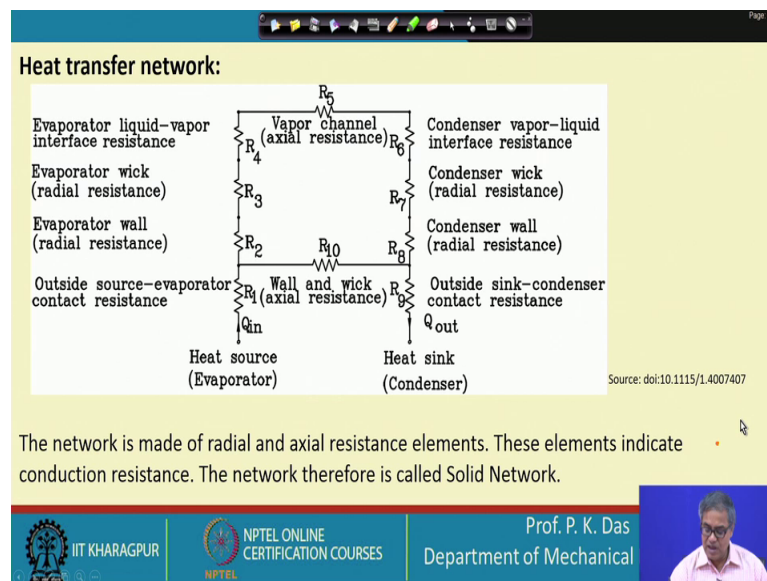 Page
Heat transfer network:
R5
Evaporator liquid-vapor
interface resistance
R4
Vapor channel
(axial resistance)
R6
Condenser vapor-liquid
interface resistance
Evaporator wick
(radial resistance)
R3
R7
Condenser wick
(radial resistance)
Evaporator wall
(radial resistance)
R2
R10
R8
Condenser wall
(radial resistance)
Outside source-evaporator
contact resistance
R1
Wall and wick
(axial resistance)
R9
Outside sink-condenser
contact resistance
Qin
Qout
Heat source
(Evaporator)
Heat sink
(Condenser)
Source: doi:10.1115/1.4007407
The network is made of radial and axial resistance elements. These elements indicate
conduction resistance. The network therefore is called Solid Network.
IIT KHARAGPUR
NPTEL
NPTEL ONLINE
CERTIFICATION COURSES
Prof. P. K. Das
Department of Mechanical